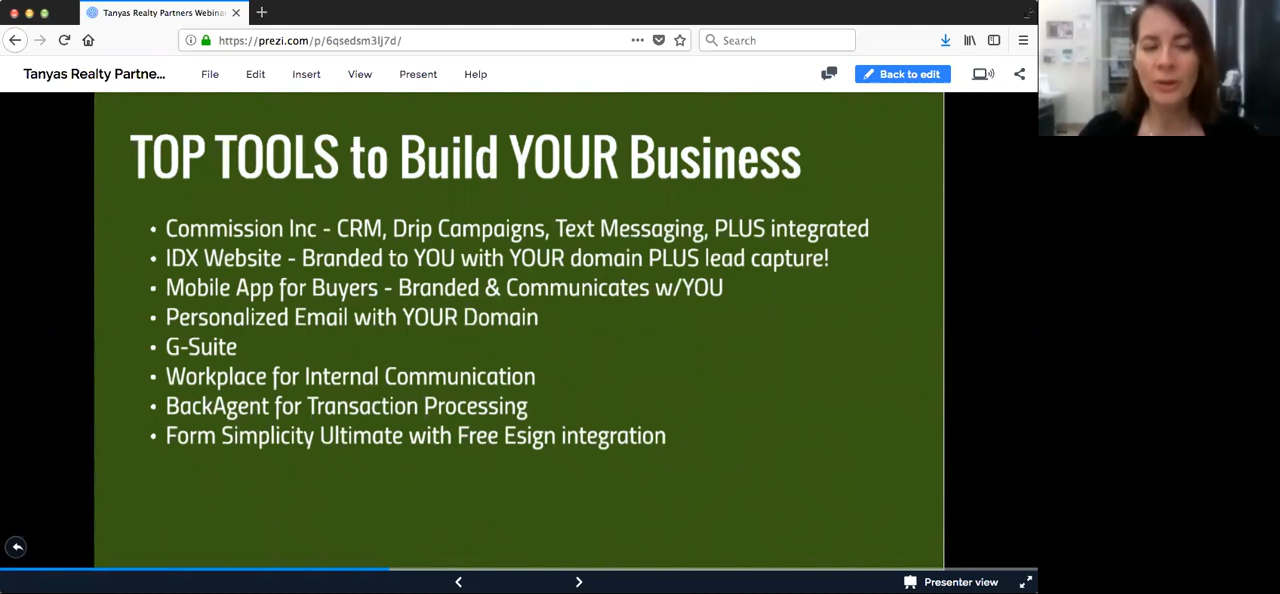 Tanyas Realty Partners Webinar
https://prezi.com/p/6qsedsm3lj7d/
Search
Tanyas Realty Partne...
File
Edit
Insert
View
Present
Help
Back to edit
TOP TOOLS to Build YOUR Business
• Commission Inc - CRM, Drip Campaigns, Text Messaging, PLUS integrated
• IDX Website - Branded to YOU with YOUR domain PLUS lead capture!
• Mobile App for Buyers - Branded & Communicates w/YOU
• Personalized Email with YOUR Domain
• G-Suite
• Workplace for Internal Communication
• BackAgent for Transaction Processing
• Form Simplicity Ultimate with Free Esign integration
Presenter view